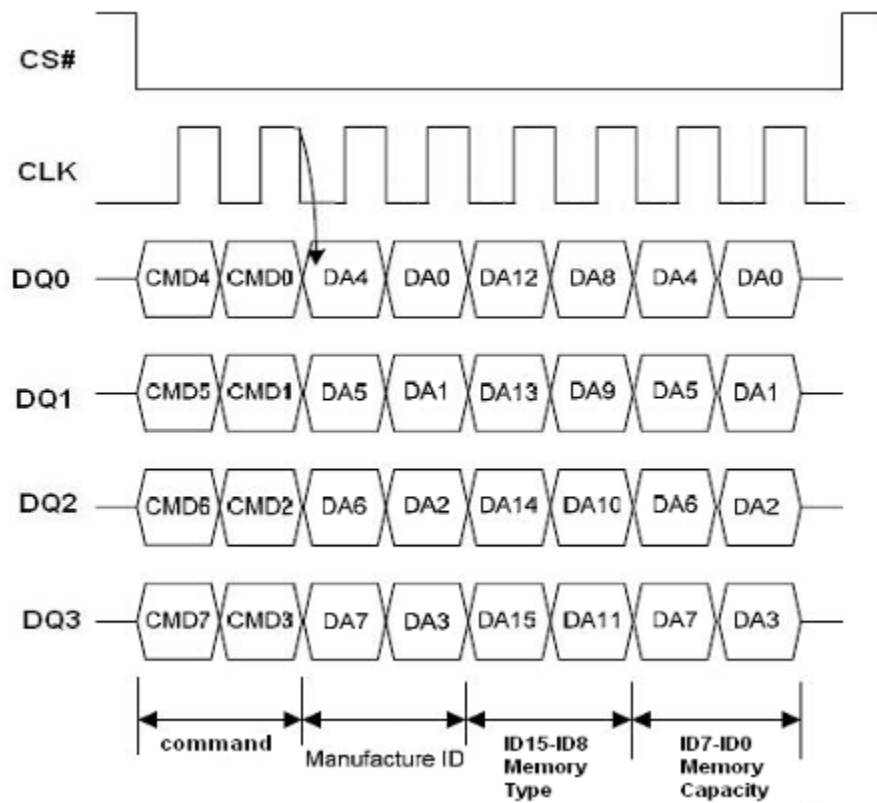 CS#
CLK
DQ0 CMD4 CMD0 DA4 DA0 DA12 DA8 DA4 DA0
DQ1 CMD5 CMD1 DA5 DA1 DA13 DA9 DA5 DA1
DQ2 CMD6 CMD2 DA6 DA2 DA14 DA10 DA6 DA2
DQ3 CMD7 CMD3 DA7 DA3 DA15 DA11 DA7 DA3
command
Manufacture ID
ID15-ID8
Memory
Type
ID7-ID0
Memory
Capacity